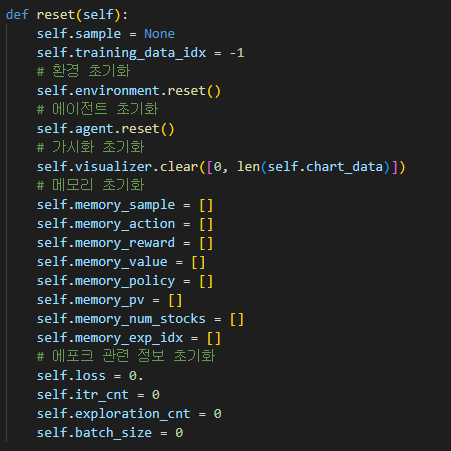 def reset(self):
    self.sample = None
    self.training_data_idx = -1
    # 환경 초기화
    self.environment.reset()
    # 에이전트 초기화
    self.agent.reset()
    # 가시화 초기화
    self.visualizer.clear([0, len(self.chart_data)])
    # 메모리 초기화
    self.memory_sample = []
    self.memory_action = []
    self.memory_reward = []
    self.memory_value = []
    self.memory_policy = []
    self.memory_pv = []
    self.memory_num_stocks = []
    self.memory_exp_idx = []
    # 에포크 관련 정보 초기화
    self.loss = 0.
    self.itr_cnt = 0
    self.exploration_cnt = 0
    self.batch_size = 0